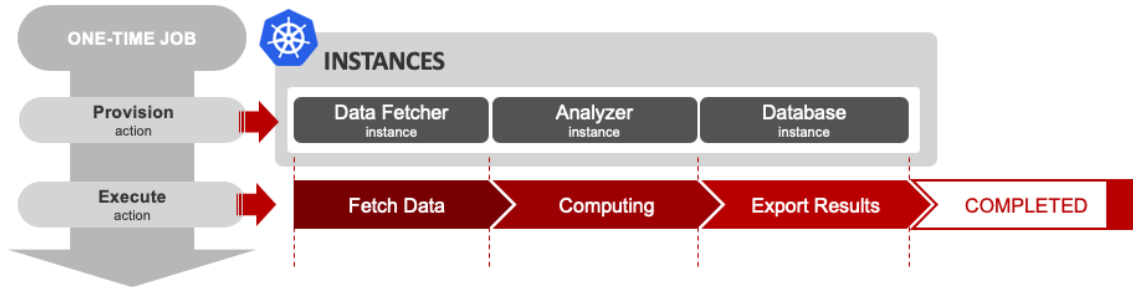 ONE-TIME JOB
INSTANCES
Provision
action
Data Fetcher
instance
Analyzer
instance
Database
instance
Execute
action
Fetch Data
Computing
Export Results
COMPLETED